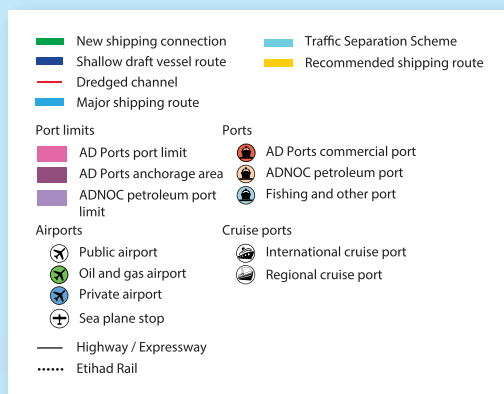 New shipping connection
Shallow draft vessel route
Dredged channel
Major shipping route
Traffic Separation Scheme
Recommended shipping route
Port limits
AD Ports port limit
AD Ports anchorage area
ADNOC petroleum port
limit
Ports
AD Ports commercial port
ADNOC petroleum port
Fishing and other port
Airports
Public airport
Oil and gas airport
Private airport
Sea plane stop
Cruise ports
International cruise port
Regional cruise port
Highway / Expressway
Etihad Rail